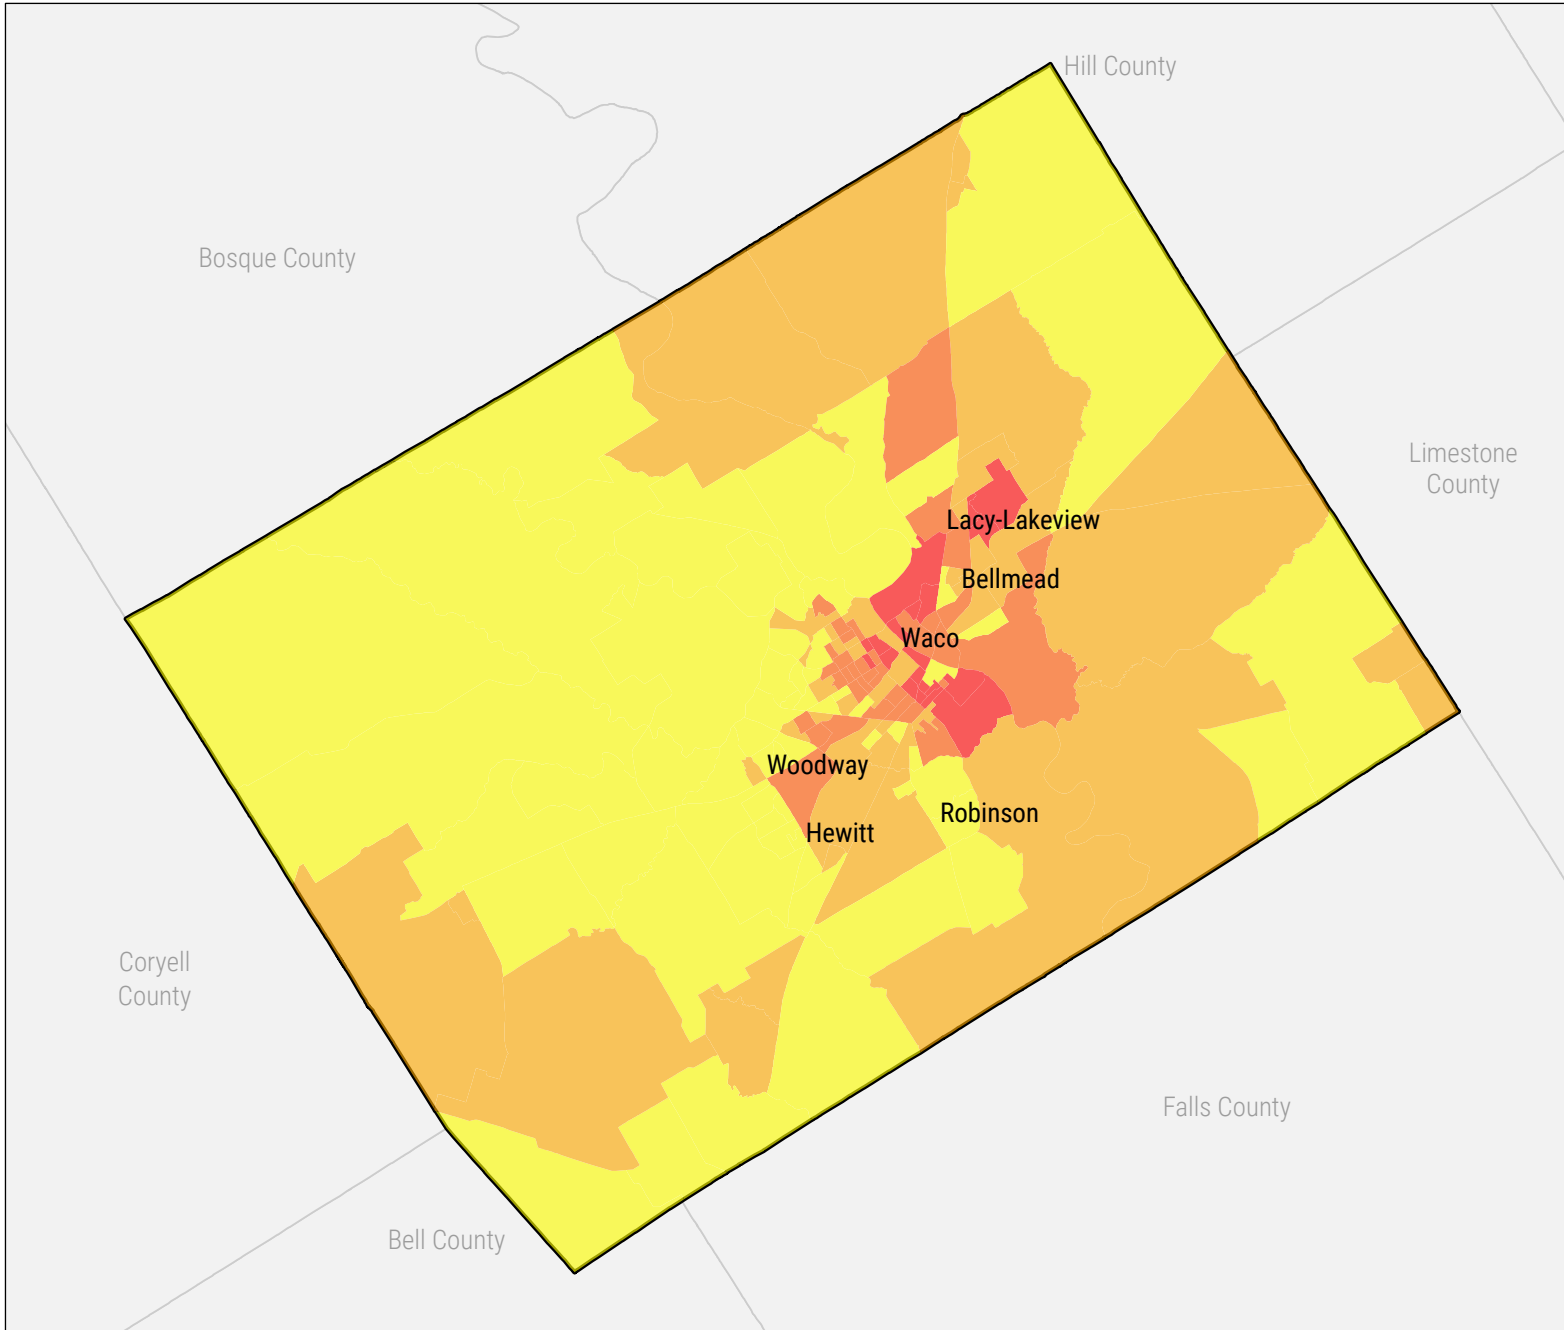 Hill County
Bosque County
Limestone
County
Lacy-Lakeview
Bellmead
Waco
Woodway
Robinson
Hewitt
Coryell
County
Falls County
Bell County